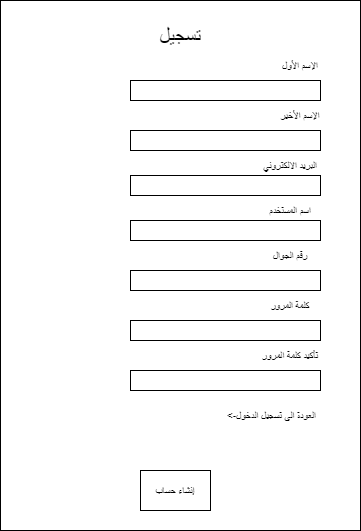 تسجيل
الإسم الأول
الاسم الأخير
البريد الالكتروني
اسم المستخدم
رقم الجوال
كلمة المرور
تأكيد كلمة المرور
العودة الى تسجيل الدخول->
إنشاء حساب